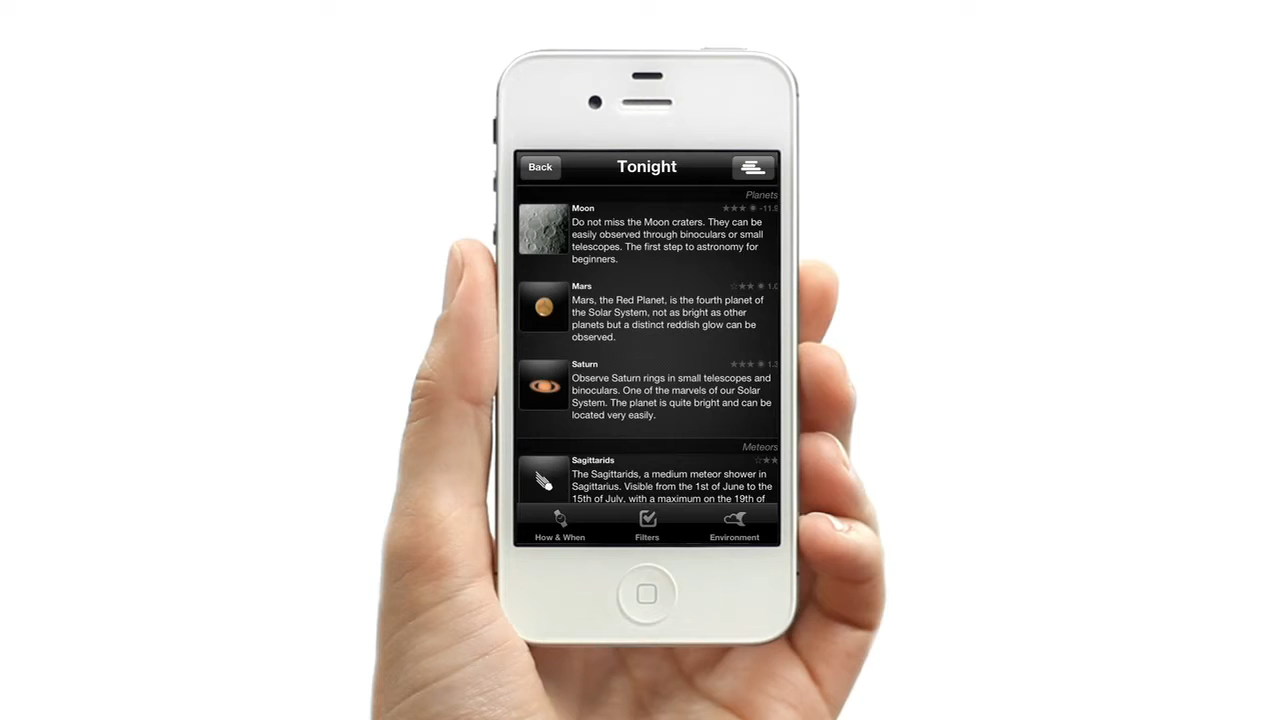 Back
Tonight
Planets
Moon
Do not miss the Moon craters. They can be
easily observed through binoculars or small
telescopes. The first step to astronomy for
beginners.
Mars
Mars, the Red Planet, is the fourth planet of
the Solar System, not as bright as other
planets but a distinct reddish glow can be
observed.
Saturn
Observe Saturn rings in small telescopes and
binoculars. One of the marvels of our Solar
System. The planet is quite bright and can be
located very easily.
Meteors
Sagittarids
The Sagittarids, a medium meteor shower in
Sagittarius. Visible from the 1st of June to the
15th of July, with a maximum on the 19th of
How & When
Filters
Environment